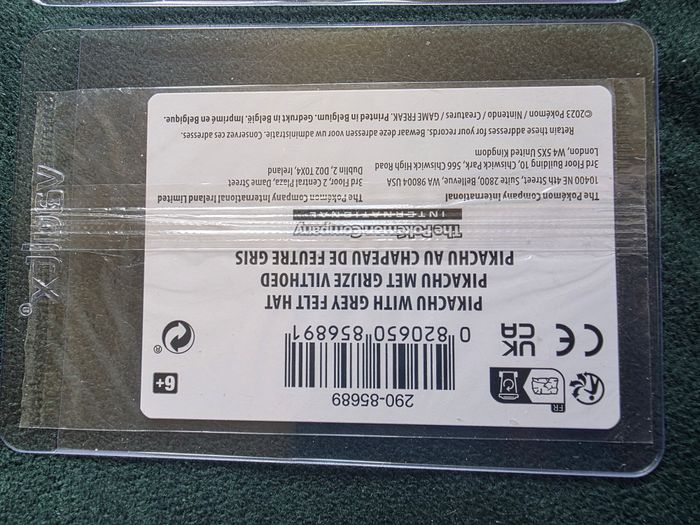 290-85689
0 820650 856891
6+
FR
UK
CA
CE
PIKACHU WITH GREY FELT HAT
PIKACHU MET GRIJZE VILTHOED
PIKACHU AU CHAPEAU DE FEUTRE GRIS
The Pokémon Company
INTERNATIONAL
The Pokémon Company International
10400 NE 4th Street, Suite 2800, Bellevue, WA 98004 USA
3rd Floor Building 10, Chiswick Park, 566 Chiswick High Road
London, W4 5XS United Kingdom
The Pokémon Company International Ireland Limited
3rd Floor, 2 Central Plaza, Dame Street
Dublin, 2, D02 T0X4, Ireland
Retain these addresses for your records. Bewaar deze adressen voor uw administratie. Conservez ces adresses.
©2023 Pokémon / Nintendo / Creatures / GAME FREAK. Printed in Belgium. Gedrukt in België. Imprimé en Belgique.